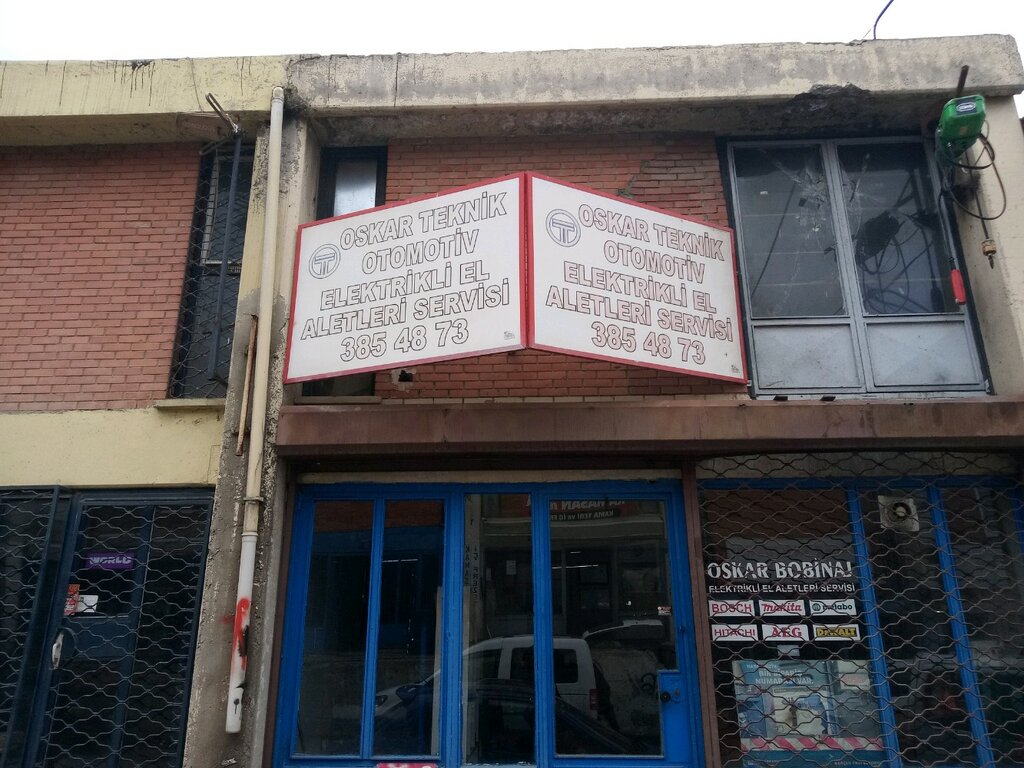 OSKAR TEKNİK
OTOMOTİV
ELEKTRİKLİ EL
ALETLERİ SERVİSİ
385 48 73
OSKAR TEKNİK
OTOMOTİV
ELEKTRİKLİ EL
ALETLERİ SERVİSİ
385 48 73
WORLD
OSKAR BOBİNAJ
ELEKTRİKLİ EL ALETLERİ SERVİSİ
BOSCH makita metabo
HITACHI AEG DEWALT